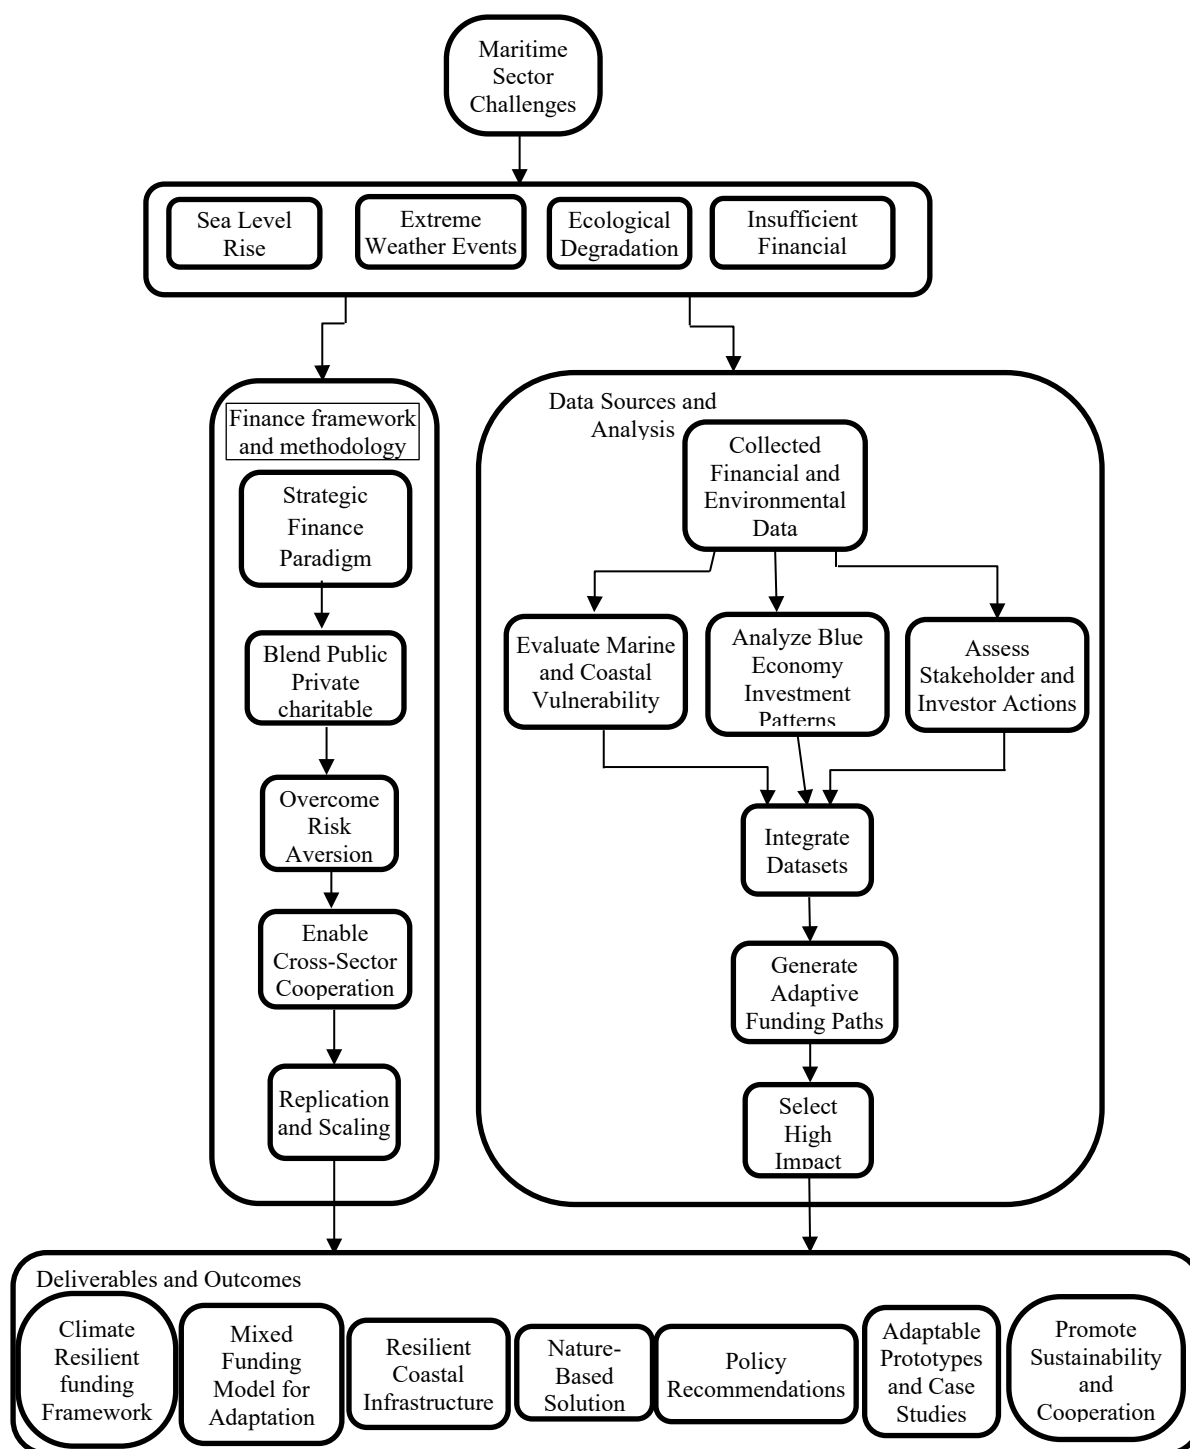 Maritime
Sector
Challenges
Sea Level
Rise
Extreme
Weather Events
Ecological
Degradation
Insufficient
Financial
Finance framework
and methodology
Strategic
Finance
Paradigm
Blend Public
Private
charitable
Overcome
Risk
Aversion
Enable
Cross-Sector
Cooperation
Replication
and Scaling
Data Sources and
Analysis
Collected
Financial and
Environmental
Data
Evaluate Marine
and Coastal
Vulnerability
Analyze Blue
Economy
Investment
Patterns
Assess
Stakeholder and
Investor Actions
Integrate
Datasets
Generate
Adaptive
Funding Paths
Select
High
Impact
Deliverables and Outcomes
Climate
Resilient
funding
Framework
Mixed
Funding
Model for
Adaptation
Resilient
Coastal
Infrastructure
Nature-
Based
Solution
Policy
Recommendations
Adaptable
Prototypes
and Case
Studies
Promote
Sustainability
and
Cooperation